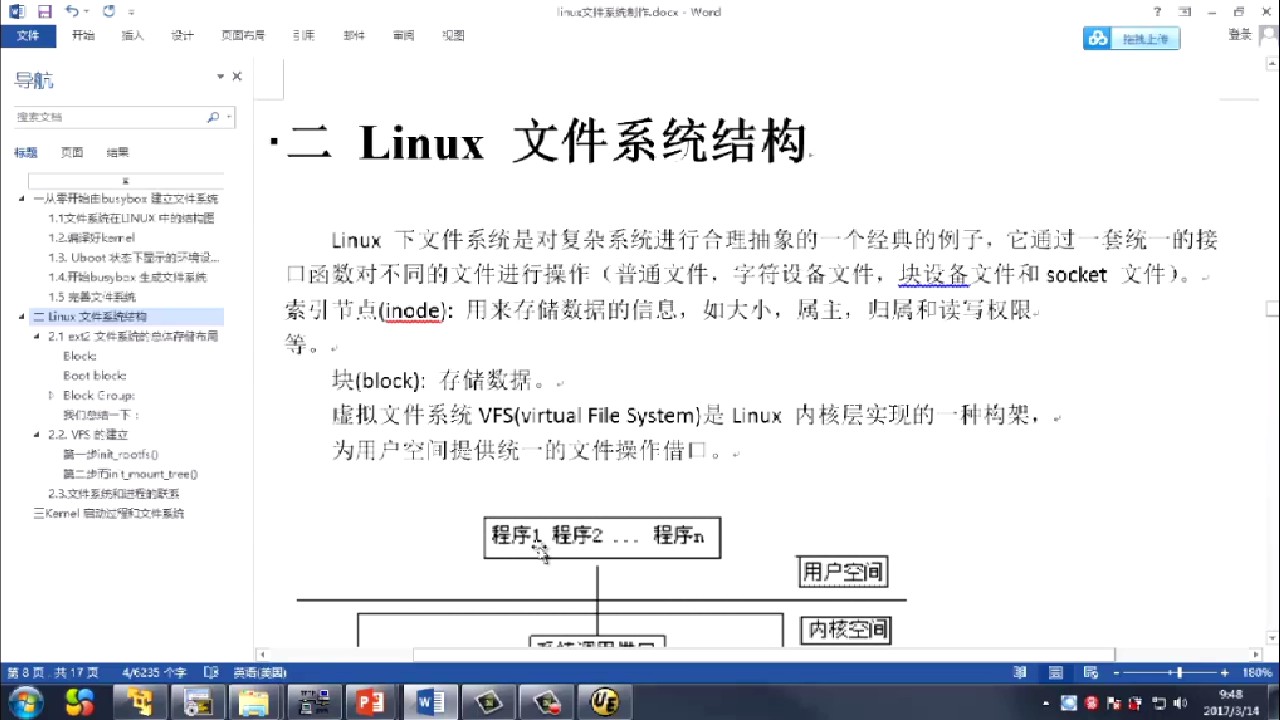 linux文件系统制作.docx - Word
文件 开始 插入 设计 页面布局 引用 邮件 审阅 视图
拖拽上传
登录
导航
搜索文档
标题 页面 结果
一从零开始由busybox 建立文件系统
1.1文件系统在LINUX 中的结构图
1.2.编译好kernel
1.3. Uboot 状态下显示的环境设...
1.4.开始busybox 生成文件系统
1.5 完善文件系统
二 Linux 文件系统结构
2.1 ext2 文件系统的总体存储布局
Block:
Boot block:
Block Group:
我们总结一下：
2.2. VFS 的建立
第一步init_rootfs()
第二步而init_mount_tree()
2.3.文件系统和进程的联系
三Kernel 启动过程和文件系统
二 Linux 文件系统结构
Linux 下文件系统是对复杂系统进行合理抽象的一个经典的例子，它通过一套统一的接
口函数对不同的文件进行操作（普通文件，字符设备文件，块设备文件和 socket 文件）。
索引节点(inode)：用来存储数据的信息，如大小，属主，归属和读写权限
等。
块(block)：存储数据。
虚拟文件系统 VFS(virtual File System)是 Linux 内核层实现的一种构架，
为用户空间提供统一的文件操作借口。
程序1 程序2 ... 程序n
用户空间
内核空间
系统调用借口
第 8 页，共 17 页 4/6235 个字 英语(美国) 180%
9:48
2017/3/14